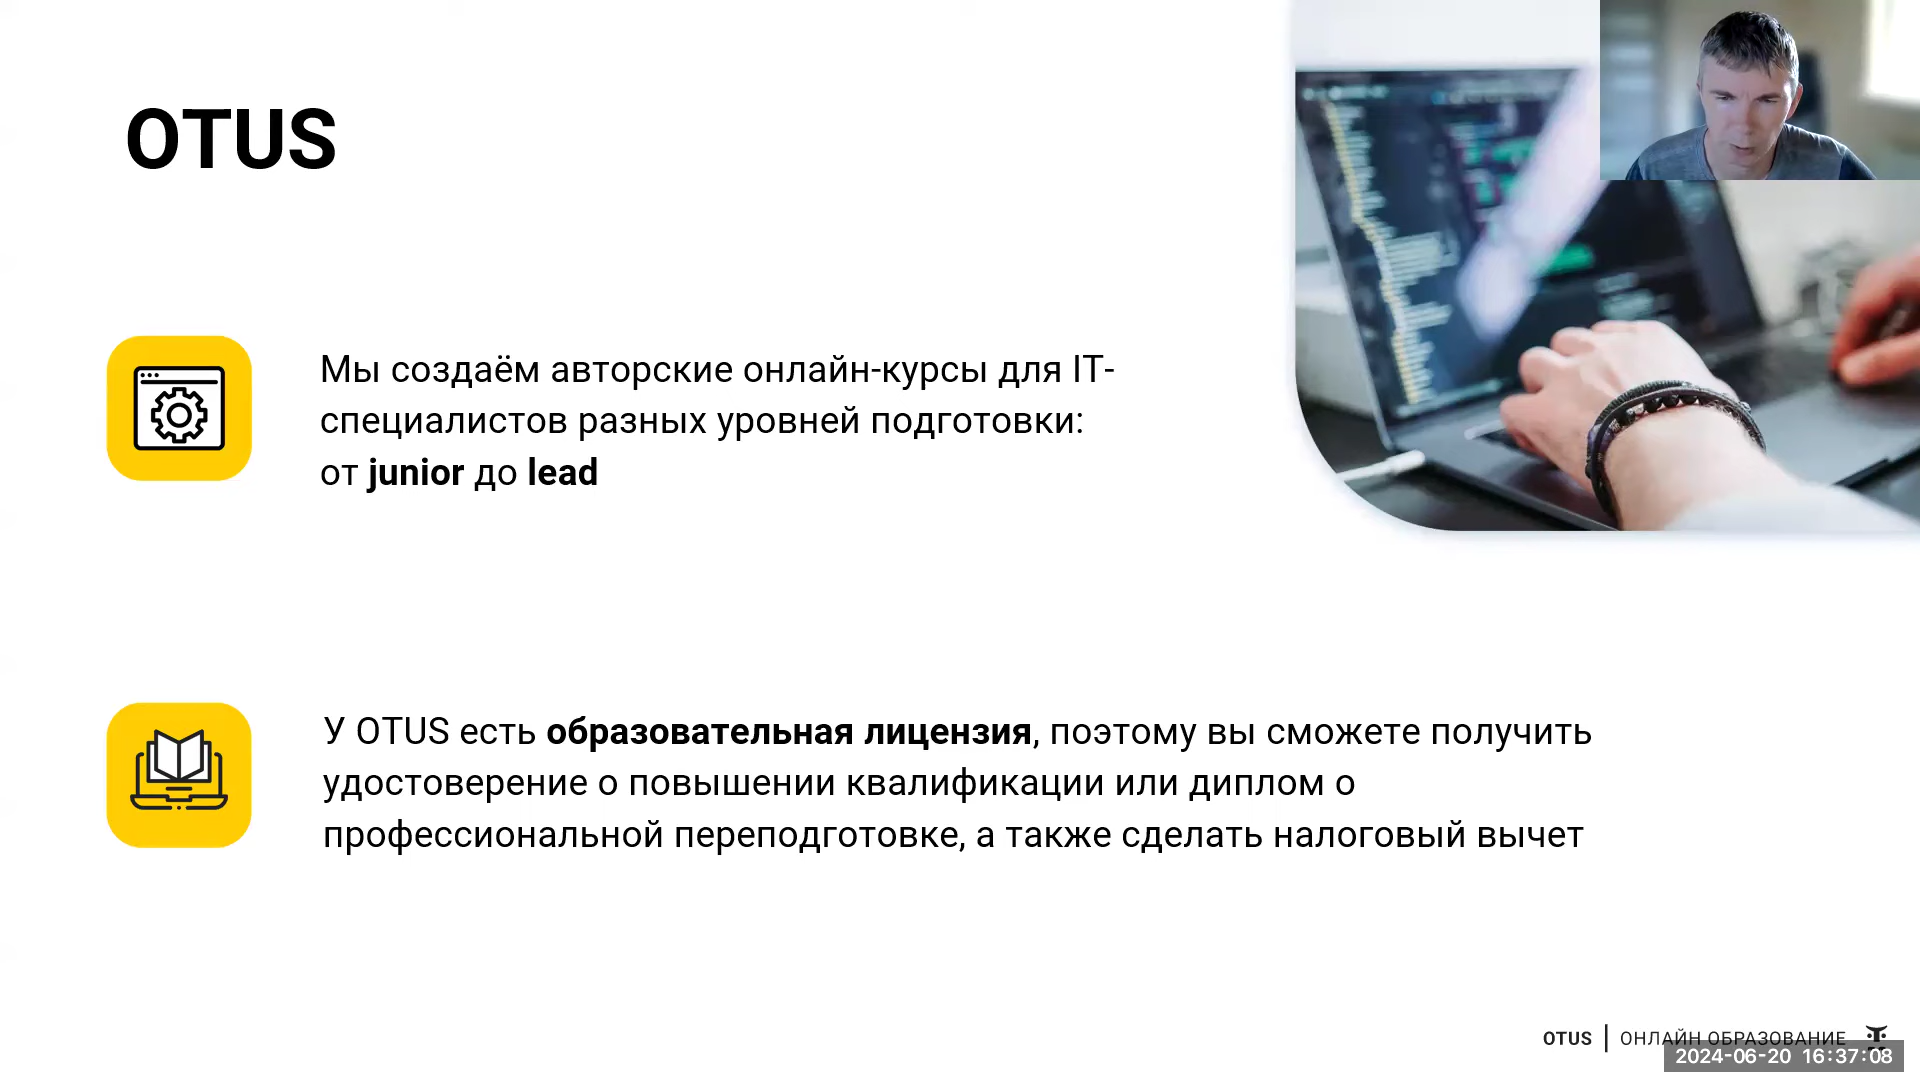 OTUS
Мы создаём авторские онлайн-курсы для IT-
специалистов разных уровней подготовки:
от junior до lead
У OTUS есть образовательная лицензия, поэтому вы сможете получить
удостоверение о повышении квалификации или диплом о
профессиональной переподготовке, а также сделать налоговый вычет
OTUS | ОНЛАЙН ОБРАЗОВАНИЕ
2024-06-20 16:37:08